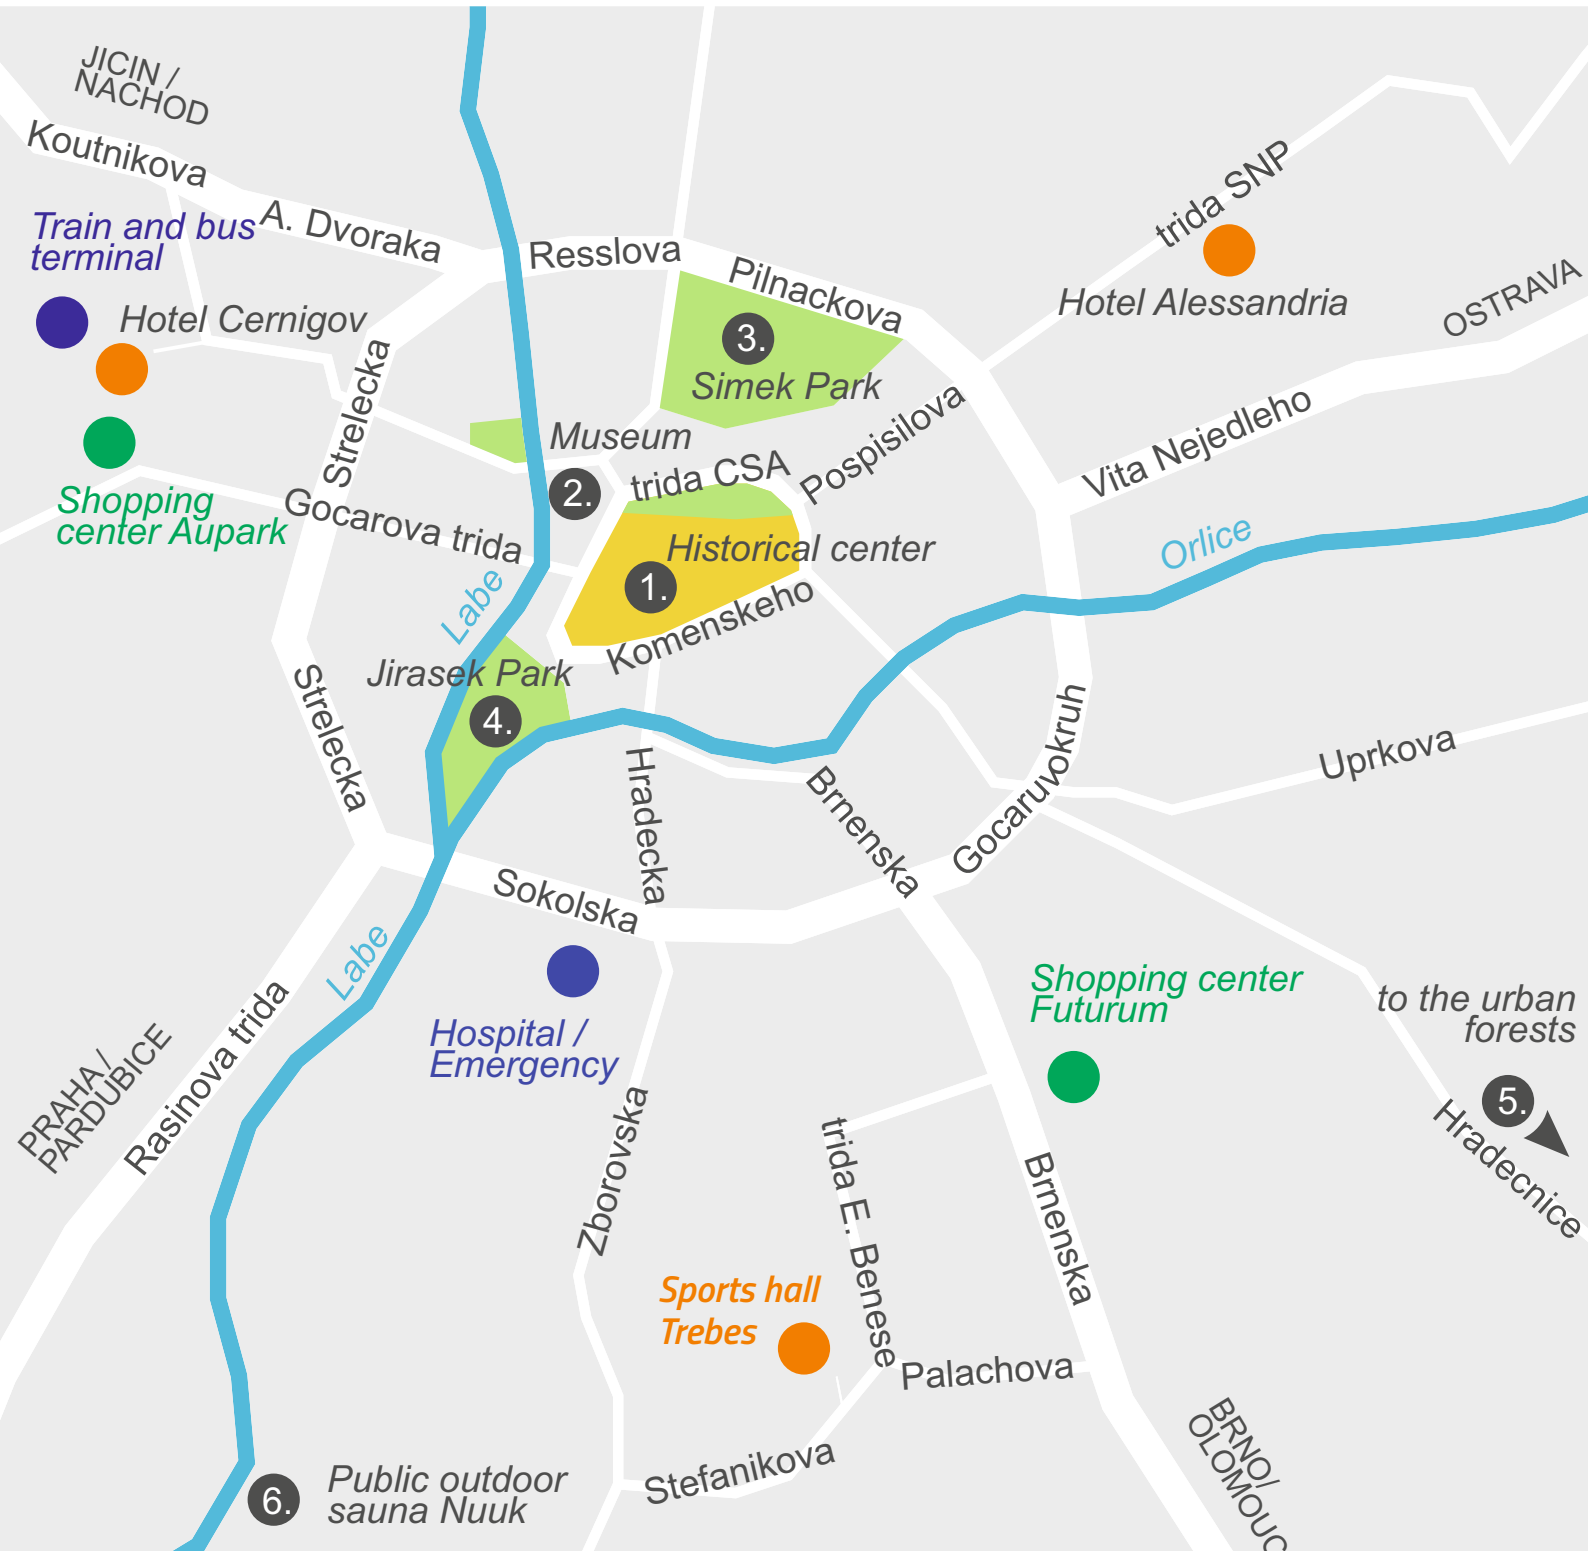 JICIN /
NACHOD
Koutnikova
A. Dvoraka
Resslova
Pilnackova
trida SNP
Train and bus
terminal
Hotel Cernigov
Hotel Alessandria
OSTRAVA
3.
Simek Park
Strelecka
Museum
Pospisilova
Vita Nejedleho
trida CSA
2.
Shopping
center Aupark
Gocarova trida
Historical center
Orlice
1.
Labe
Komenskeho
Jirasek Park
4.
Strelecka
Hradecka
Brnenska
Gocaruvokruh
Uprkova
Sokolska
Labe
Rasinova trida
PRAHA /
PARDUBICE
Hospital /
Emergency
Shopping center
Futurum
to the urban
forests
5.
Hradecnice
Zborovska
trida E. Benese
Brnenska
Sports hall
Trebes
Palachova
Stefanikova
BRNO/
OLOMOUC
6.
Public outdoor
sauna Nuuk